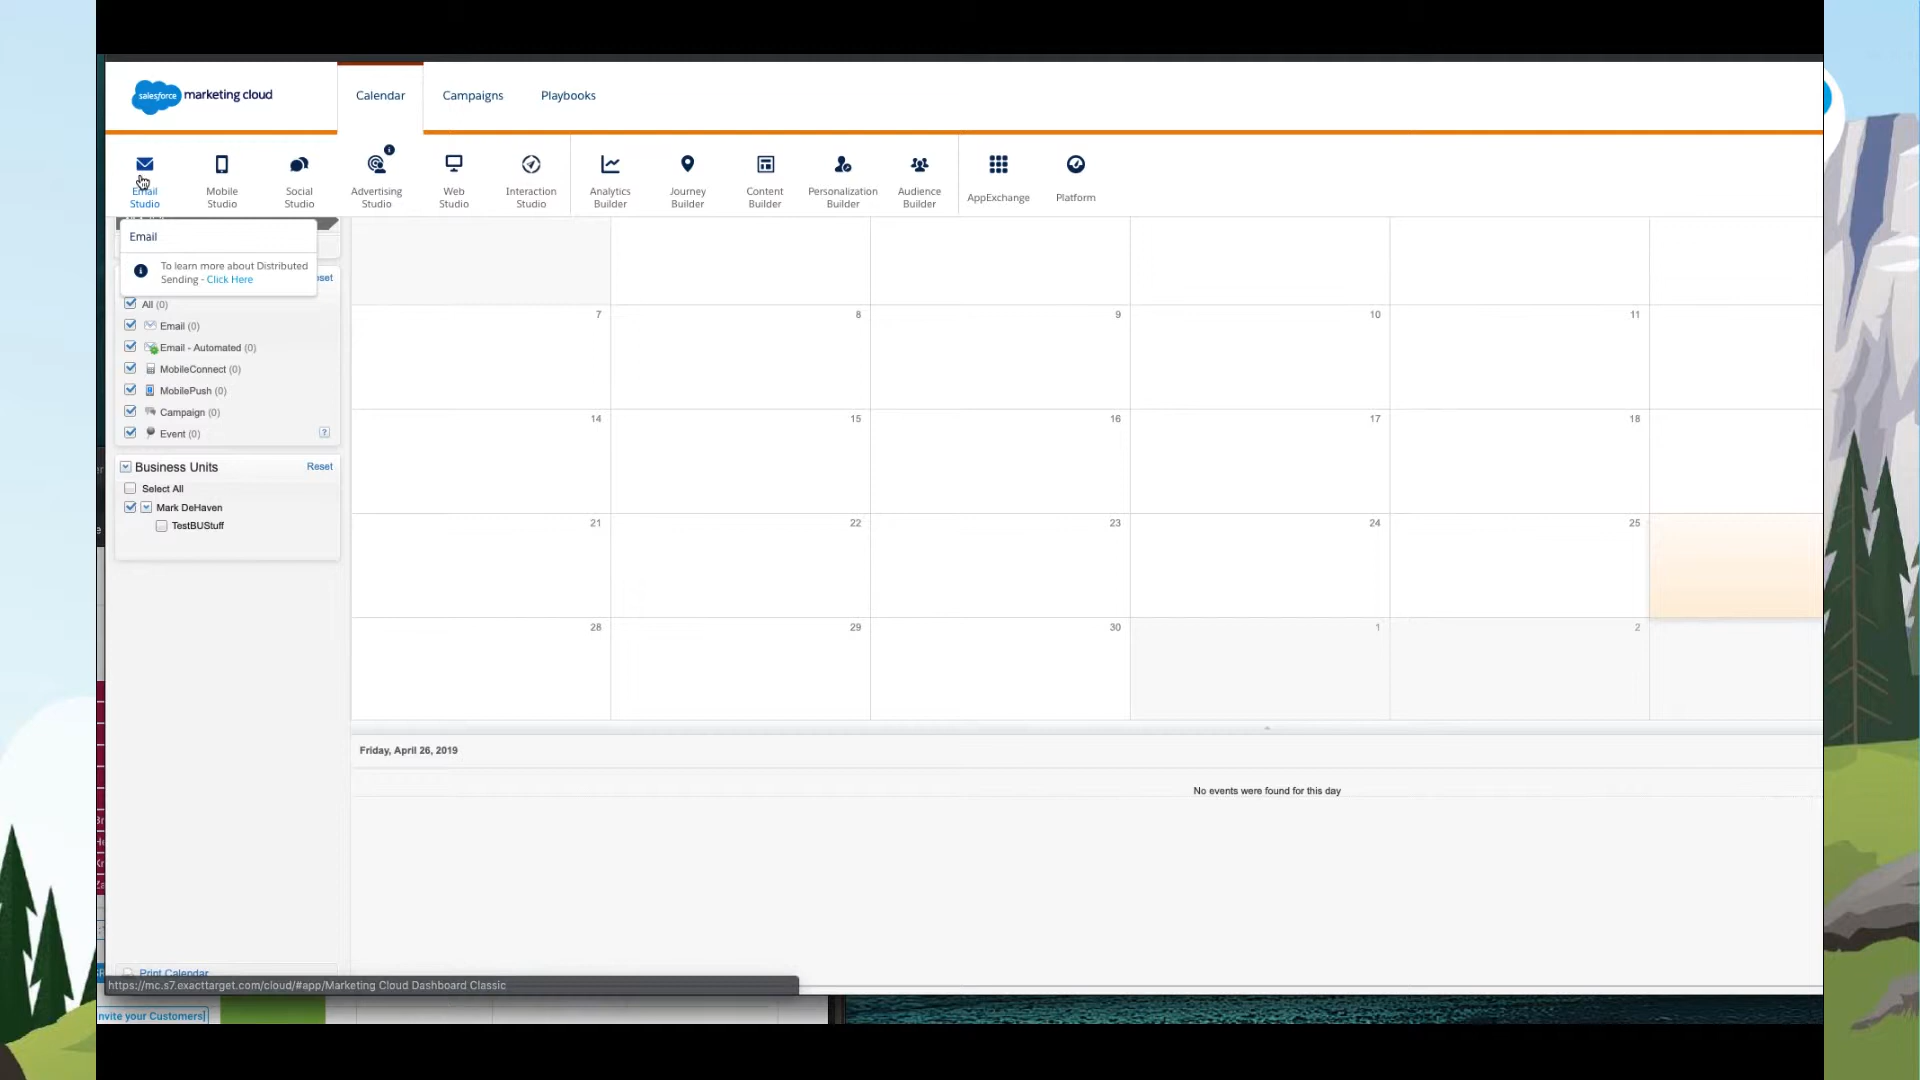 salesforce marketing cloud
Calendar
Campaigns
Playbooks
Email
Studio
Mobile
Studio
Social
Studio
Advertising
Studio
Web
Studio
Interaction
Studio
Analytics
Builder
Journey
Builder
Content
Builder
Personalization
Builder
Audience
Builder
AppExchange
Platform
Email
To learn more about Distributed
Sending - Click Here
All (0)
Email (0)
Email - Automated (0)
MobileConnect (0)
MobilePush (0)
Campaign (0)
Event (0)
?
Business Units
Reset
Select All
Mark DeHaven
TestBUStuff
7
8
9
10
11
14
15
16
17
18
21
22
23
24
25
28
29
30
1
2
Friday, April 26, 2019
No events were found for this day
Print Calendar
https://mc.s7.exacttarget.com/cloud/#app/Marketing Cloud Dashboard Classic
nvite your Customers]